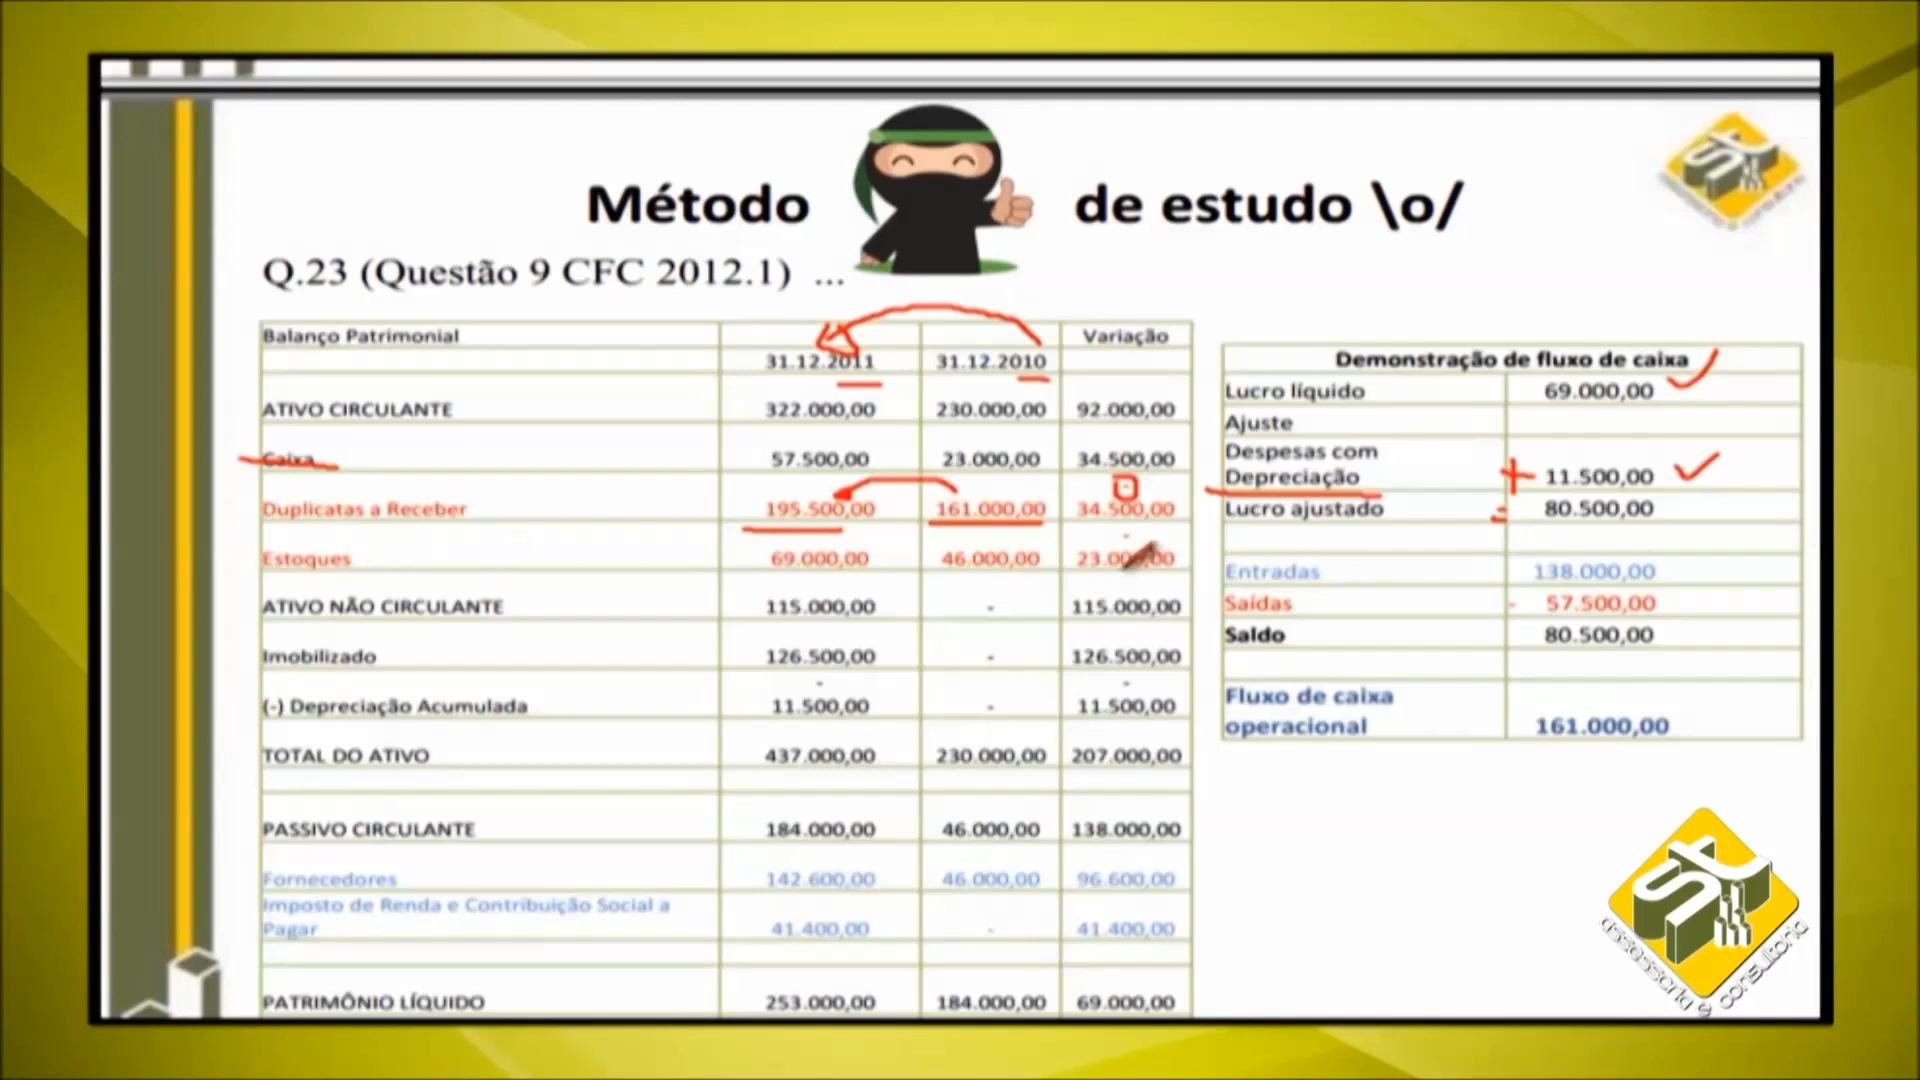 Método de estudo \o/
Q.23 (Questão 9 CFC 2012.1) ...
Balanço Patrimonial Variação
31.12.2011 31.12.2010
ATIVO CIRCULANTE 322.000,00 230.000,00 92.000,00
Caixa 57.500,00 23.000,00 34.500,00
Duplicatas a Receber 195.500,00 161.000,00 - 34.500,00
Estoques 69.000,00 46.000,00 - 23.000,00
ATIVO NÃO CIRCULANTE 115.000,00 - 115.000,00
Imobilizado 126.500,00 - 126.500,00
(-) Depreciação Acumulada - 11.500,00 - - 11.500,00
TOTAL DO ATIVO 437.000,00 230.000,00 207.000,00
PASSIVO CIRCULANTE 184.000,00 46.000,00 138.000,00
Fornecedores 142.600,00 46.000,00 96.600,00
Imposto de Renda e Contribuição Social a
Pagar 41.400,00 - 41.400,00
PATRIMÔNIO LÍQUIDO 253.000,00 184.000,00 69.000,00
Demonstração de fluxo de caixa
Lucro líquido 69.000,00
Ajuste
Despesas com
Depreciação + 11.500,00
Lucro ajustado = 80.500,00
Entradas 138.000,00
Saídas - 57.500,00
Saldo 80.500,00
Fluxo de caixa
operacional 161.000,00
assessoria e consultoria